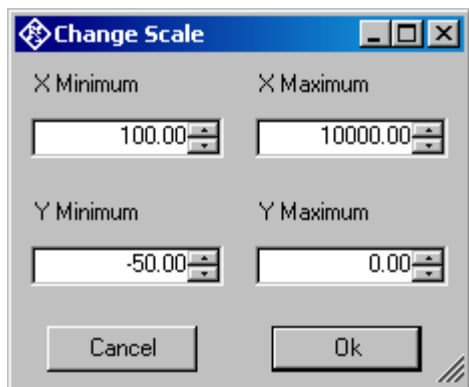 Change Scale
X Minimum X Maximum
100.00 10000.00
Y Minimum Y Maximum
-50.00 0.00
Cancel Ok